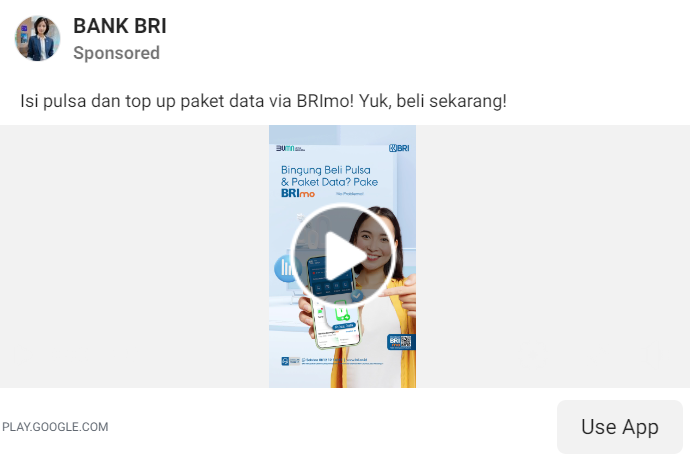 BANK BRI
Sponsored
Isi pulsa dan top up paket data via BRImo! Yuk, beli sekarang!
BUMN
BRI
Bingung Beli Pulsa
& Paket Data? Pake
BRImo
BRI
PLAY.GOOGLE.COM
Use App